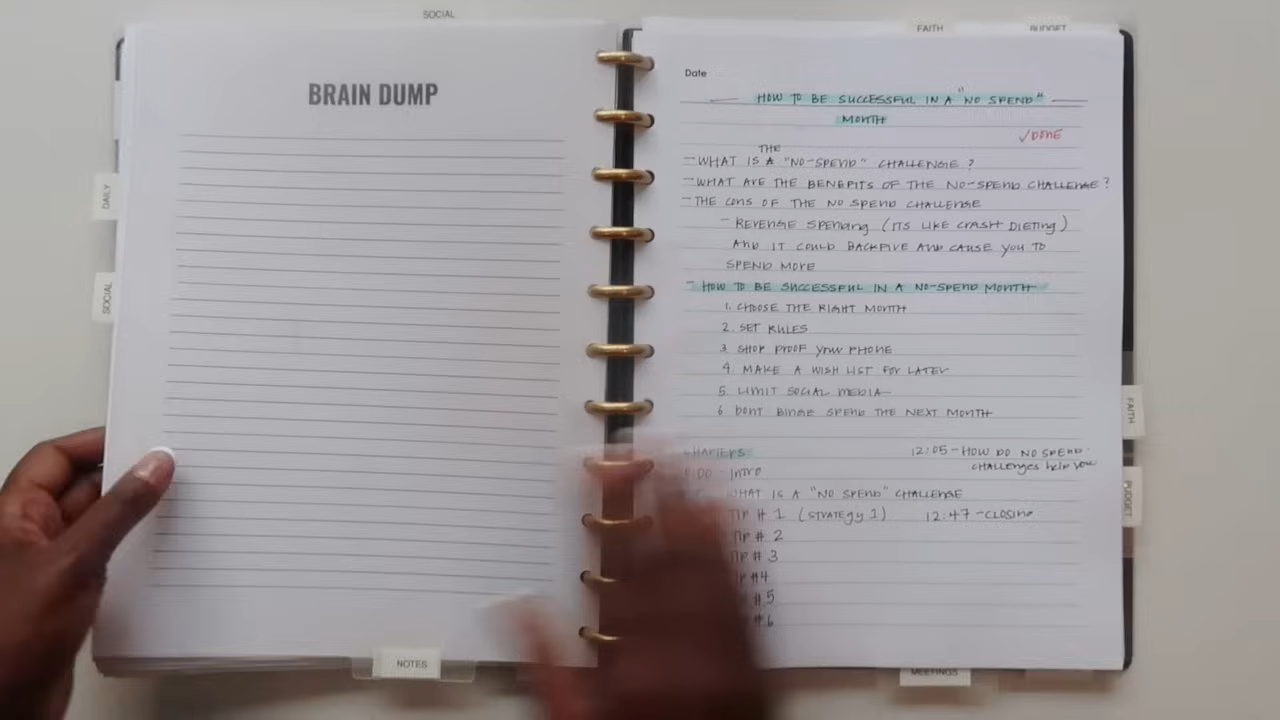 SOCIAL
BRAIN DUMP
DAILY
SOCIAL
NOTES
FAITH
BUDGET
Date
HOW TO BE SUCCESSFUL IN A "NO SPEND"
MONTH
✓DONE
THE
- WHAT IS A "NO-SPEND" CHALLENGE?
- WHAT ARE THE BENEFITS OF THE NO-SPEND CHALLENGE?
- THE CONS OF THE NO SPEND CHALLENGE
- REVENGE SPENDING (ITS LIKE CRASH DIETING)
AND IT COULD BACKFIVE AND CAUSE YOU TO
SPEND MORE
- HOW TO BE SUCCESSFUL IN A NO-SPEND MONTH
1. CHOOSE THE RIGHT MONTH
2. SET RULES
3 SHOP PROOF YOUR PHONE
4. MAKE A WISH LIST FOR LATER
5. LIMIT SOCIAL MEDIA
6 DONT BINGE SPEND THE NEXT MONTH
12:05 - HOW DO NO SPEND
CHALLENGES HELP YOU
:00 - INTRO
WHAT IS A "NO SPEND" CHALLENGE
TIP # 1 (STRATEGY 1) 12:47 - CLOSING
TIP # 2
TIP # 3
#4
# 5
# 6
FAITH
BUDGET
MEETINGS